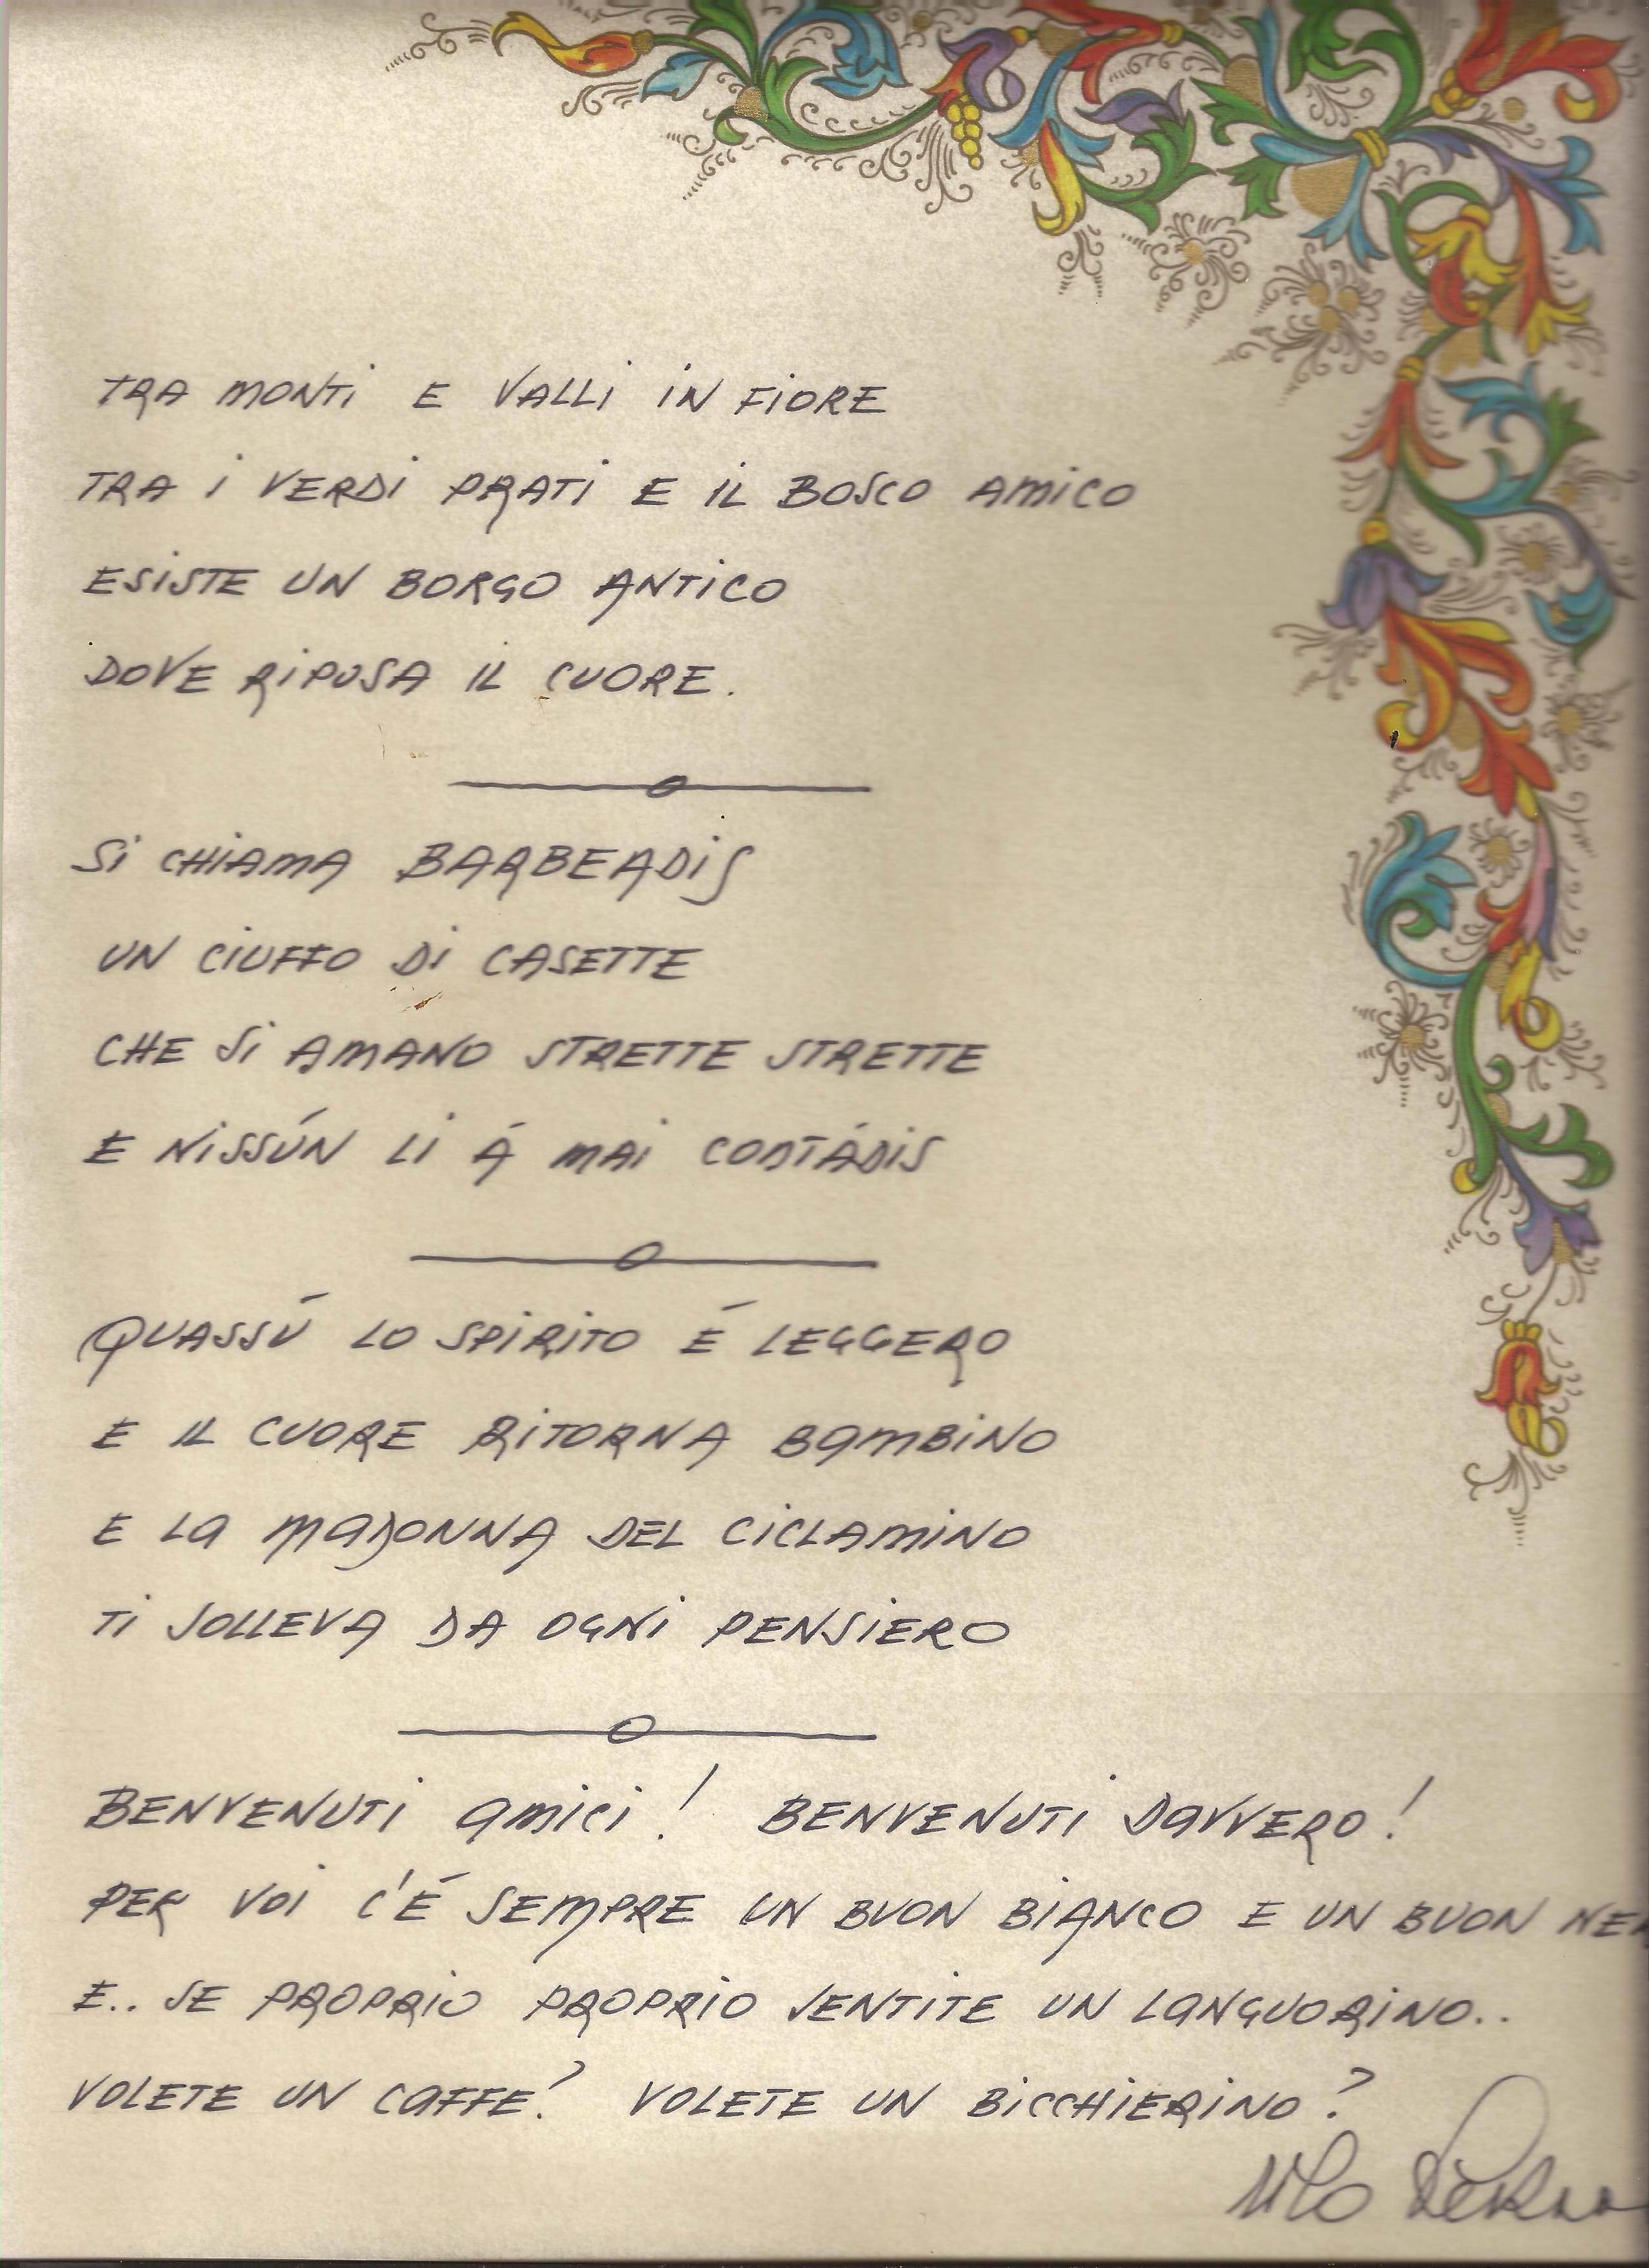 TRA MONTI E VALLI IN FIORE
TRA I VERDI PRATI E IL BOSCO AMICO
ESISTE UN BORGO ANTICO
DOVE RIPOSA IL CUORE.
SI CHIAMA BARBEADIS
UN CIUFFO DI CASETTE
CHE SI AMANO STRETTE STRETTE
E NISSÚN LI Á MAI CONTÁDIS
QUASSÚ LO SPIRITO É LEGGERO
E IL CUORE RITORNA BAMBINO
E LA MADONNA DEL CICLAMINO
TI SOLLEVA DA OGNI PENSIERO
BENVENUTI AMICI! BENVENUTI DAVVERO!
PER VOI C'É SEMPRE UN BUON BIANCO E UN BUON
E.. SE PROPRIO PROPRIO SENTITE UN LANGUORINO..
VOLETE UN CAFFE? VOLETE UN BICCHIERINO?